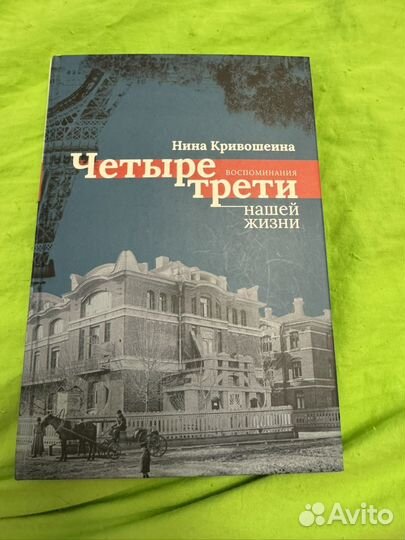 Нина Кривошеина
Четыре
ВОСПОМИНАНИЯ
трети
нашей
жизни
Avito